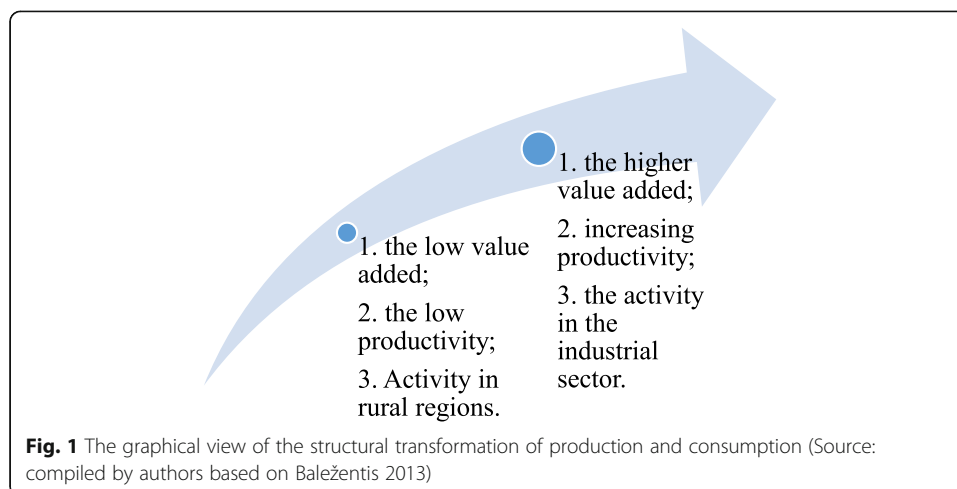 1. the low value
added;
2. the low
productivity;
3. Activity in
rural regions.
1. the higher
value added;
2. increasing
productivity;
3. the activity
in the
industrial
sector.
Fig. 1 The graphical view of the structural transformation of production and consumption (Source:
compiled by authors based on Baležentis 2013)